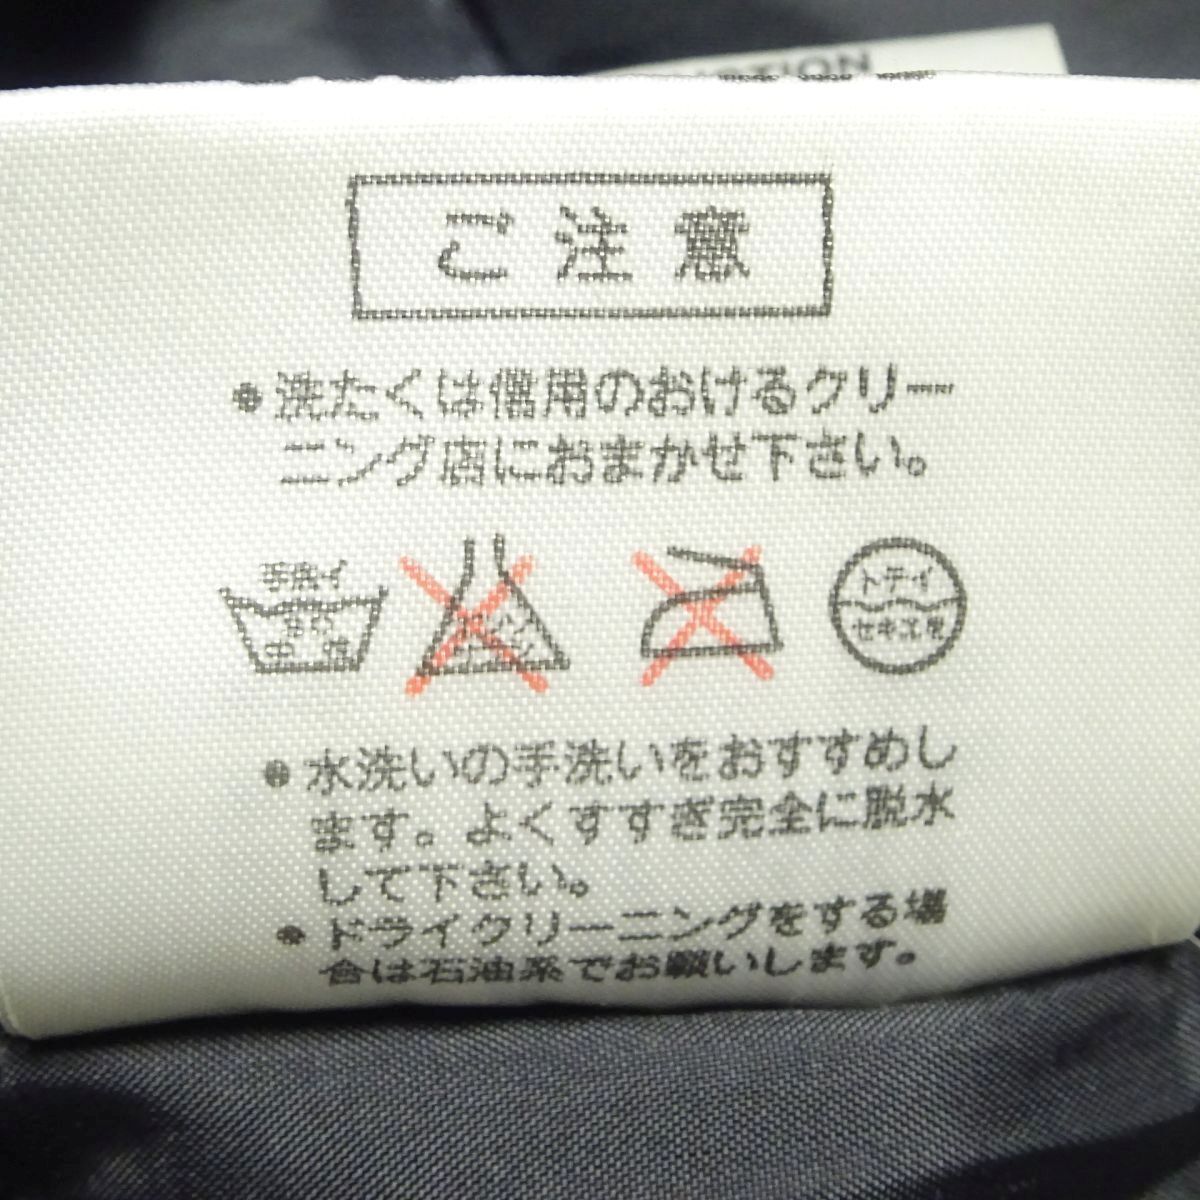 ご注意
●洗たくは信用のおけるクリー
ニング店におまかせ下さい。
手洗イ
中性
トライ
セキユ系
●水洗いの手洗いをおすすめし
ます。よくすすぎ完全に脱水
して下さい。
●ドライクリーニングをする場
合は石油系でお願いします。